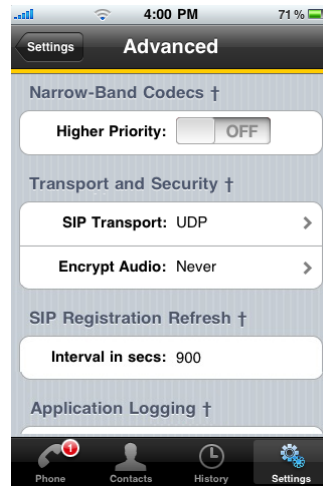 4:00 PM 71 %
Settings Advanced
Narrow-Band Codecs †
Higher Priority: OFF
Transport and Security †
SIP Transport: UDP
Encrypt Audio: Never
SIP Registration Refresh †
Interval in secs: 900
Application Logging †
1
Phone Contacts History Settings